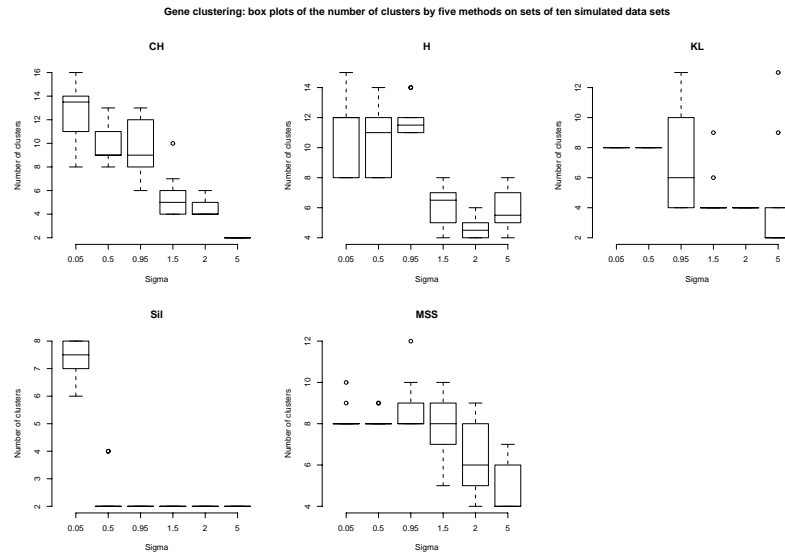 Gene clustering: box plots of the number of clusters by five methods on sets of ten simulated data sets
CH
Number of clusters
16
14
12
10
8
6
4
2
0.05 0.5 0.95 1.5 2 5
Sigma
H
Number of clusters
14
12
10
8
6
4
0.05 0.5 0.95 1.5 2 5
Sigma
KL
Number of clusters
12
10
8
6
4
2
0.05 0.5 0.95 1.5 2 5
Sigma
Sil
Number of clusters
8
7
6
5
4
3
2
0.05 0.5 0.95 1.5 2 5
Sigma
MSS
Number of clusters
12
10
8
6
4
0.05 0.5 0.95 1.5 2 5
Sigma